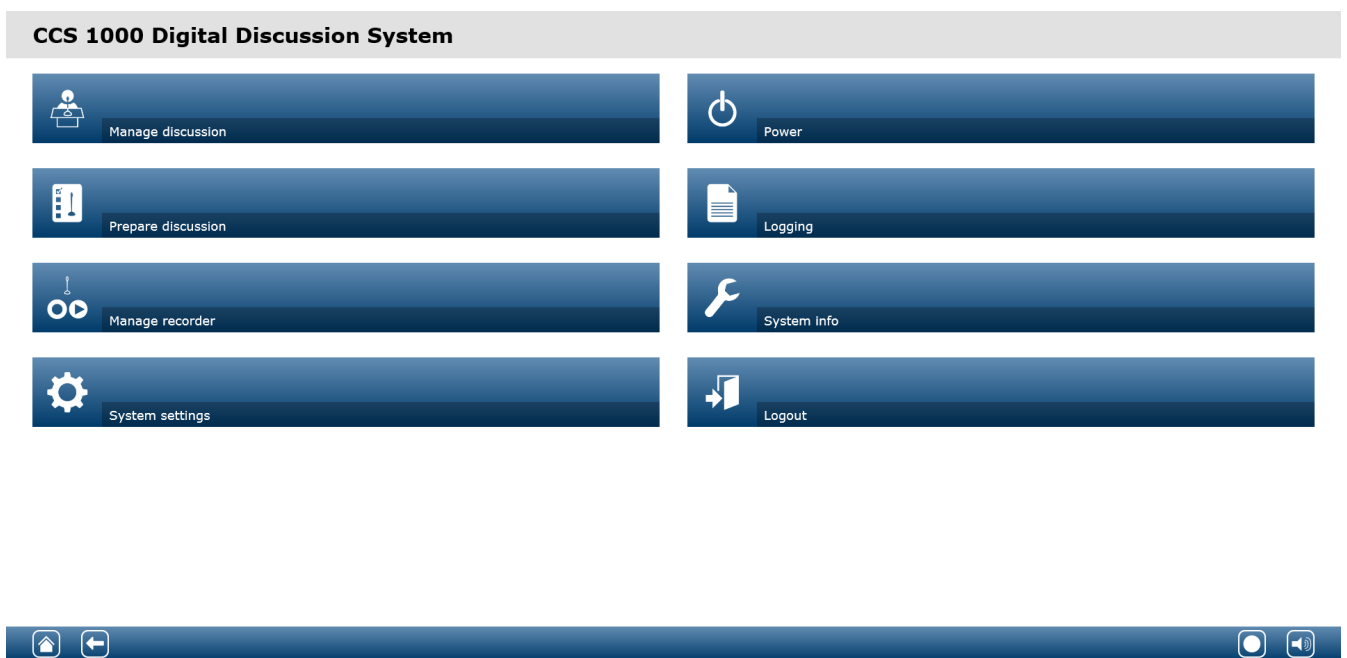 CCS 1000 Digital Discussion System
Manage discussion
Power
Prepare discussion
Logging
Manage recorder
System info
System settings
Logout